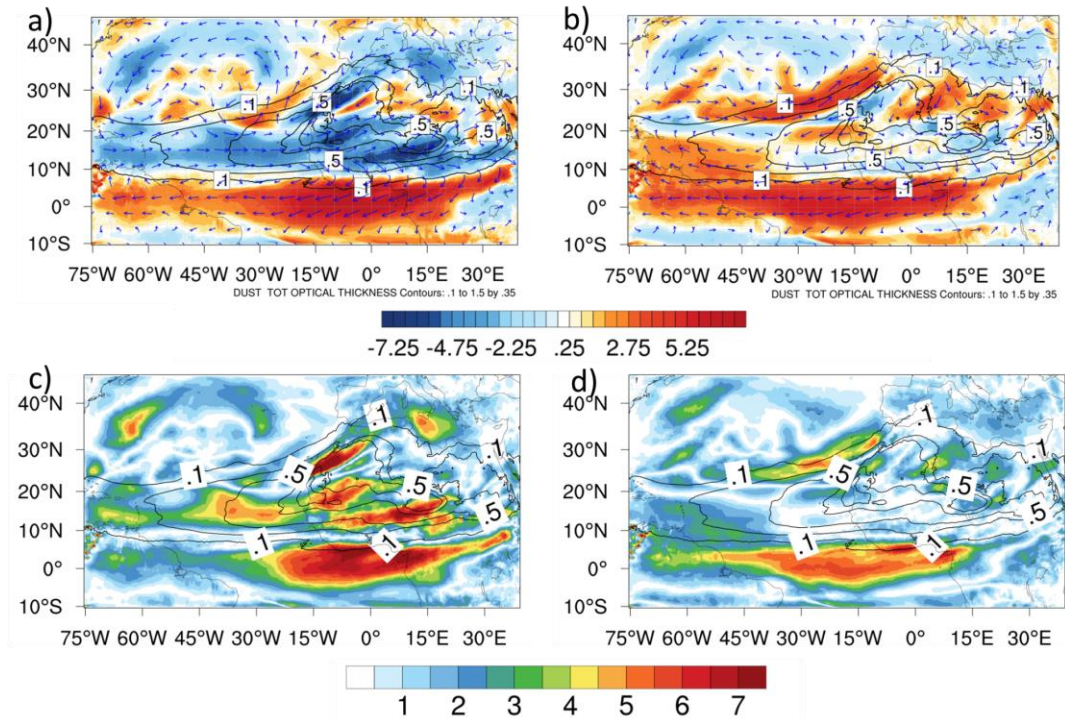 a)
b)
40°N
30°N
20°N
10°N
0°
10°S
.1
.5
.1
.5
.5
.5
.1
.1
40°N
30°N
20°N
10°N
0°
10°S
.1
.1
.5
.1
.5
.5
.5
.1
.1
75°W 60°W 45°W 30°W 15°W 0° 15°E 30°E
75°W 60°W 45°W 30°W 15°W 0° 15°E 30°E
DUST TOT OPTICAL THICKNESS Contours: .1 to 1.5 by .35
DUST TOT OPTICAL THICKNESS Contours: .1 to 1.5 by .35
-7.25 -4.75 -2.25 .25 2.75 5.25
c)
d)
40°N
30°N
20°N
10°N
0°
10°S
.1
.1
.1
.5
.5
.5
.1
.1
40°N
30°N
20°N
10°N
0°
10°S
.1
.1
.1
.5
.5
.5
.1
.1
75°W 60°W 45°W 30°W 15°W 0° 15°E 30°E
75°W 60°W 45°W 30°W 15°W 0° 15°E 30°E
1 2 3 4 5 6 7